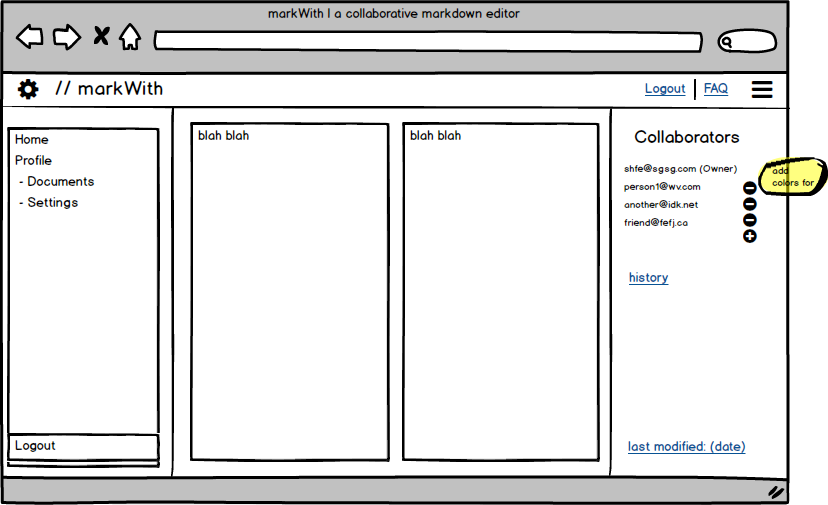 markWith | a collaborative markdown editor
// markWith
Logout
FAQ
Home
Profile
- Documents
- Settings
Logout
blah blah
blah blah
Collaborators
shfe@sgsg.com (Owner)
person1@wv.com
another@idk.net
friend@fefj.ca
add
colors for
history
last modified: (date)